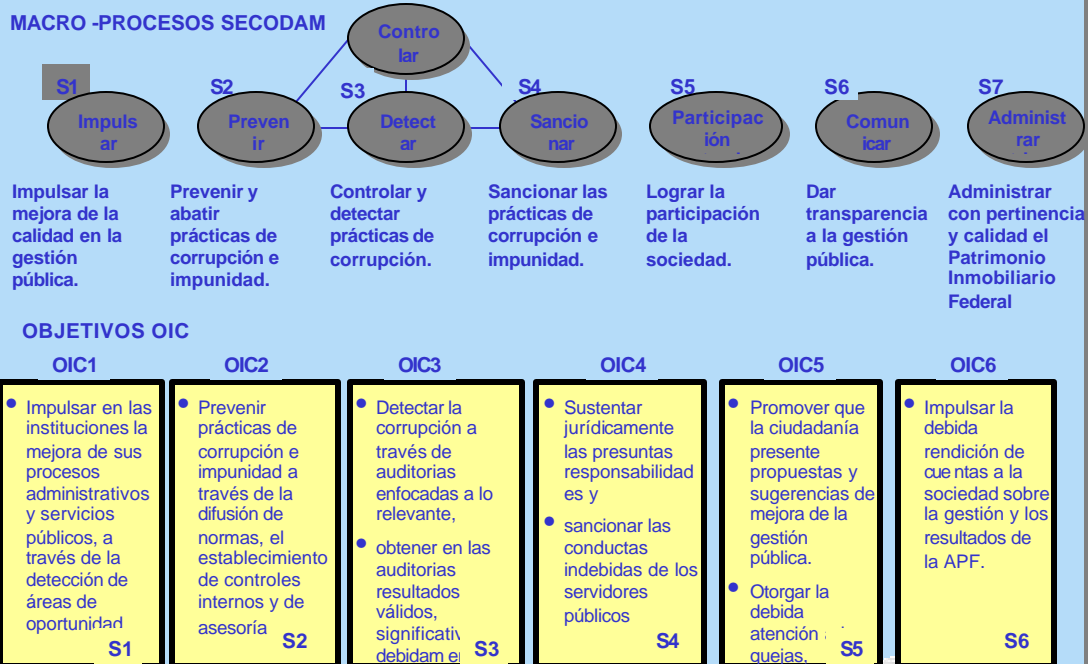 MACRO -PROCESOS SECODAM
Contro
lar
S1
S2
S3
S4
S5
S6
S7
Impuls
ar
Preven
ir
Detect
ar
Sancio
nar
Participac
ión
Comun
icar
Administ
rar
Impulsar la
mejora de la
calidad en la
gestión
pública.
Prevenir y
abatir
prácticas de
corrupción e
impunidad.
Controlar y
detectar
prácticas de
corrupción.
Sancionar las
prácticas de
corrupción e
impunidad.
Lograr la
participación
de la
sociedad.
Dar
transparencia
a la gestión
pública.
Administrar
con pertinencia
y calidad el
Patrimonio
Inmobiliario
Federal
OBJETIVOS OIC
OIC1
• Impulsar en las
instituciones la
mejora de sus
procesos
administrativos
y servicios
públicos, a
través de la
detección de
áreas de
oportunidad
S1
OIC2
• Prevenir
prácticas de
corrupción e
impunidad a
través de la
difusión de
normas, el
establecimiento
de controles
internos y de
asesoría
S2
OIC3
• Detectar la
corrupción a
través de
auditorias
enfocadas a lo
relevante,
• obtener en las
auditorias
resultados
válidos,
S3
OIC4
• Sustentar
jurídicamente
las presuntas
responsabilidad
es y
• sancionar las
conductas
indebidas de los
servidores
públicos
S4
OIC5
• Promover que
la ciudadanía
presente
propuestas y
sugerencias de
mejora de la
gestión
pública.
• Otorgar la
debida
atención
quejas,
S5
OIC6
• Impulsar la
debida
rendición de
cue ntas a la
sociedad sobre
la gestión y los
resultados de
la APF.
S6